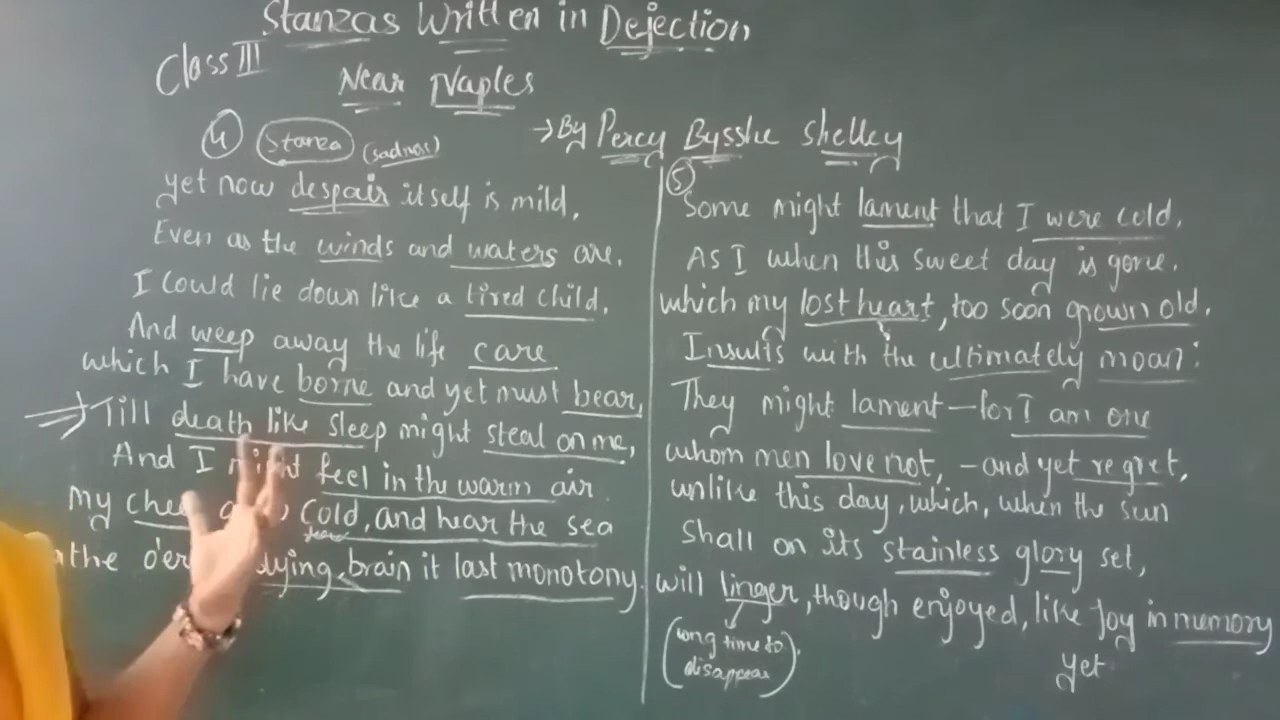 Stanzas Written in Dejection
Class III
Near Naples
→ By Percy Bysshe Shelley
4 Stanza (sadness)
yet now despair itself is mild,
Even as the winds and waters are.
I could lie down like a tired child.
And weep away the life care
which I have borne and yet must bear,
⇒ Till death like sleep might steal on me,
And I might feel in the warm air.
My cold, and hear the sea
o'er dying brain it last monotony.
5
Some might lament that I were cold.
As I when this sweet day is gone.
which my lost heart, too soon grown old.
Insults with the ultimately moan:
They might lament – for I am one
whom men love not, – and yet regret,
unlike this day, which, when the sun
Shall on its stainless glory set,
will linger, though enjoyed, like Joy in memory
yet
(long time to
disappear).